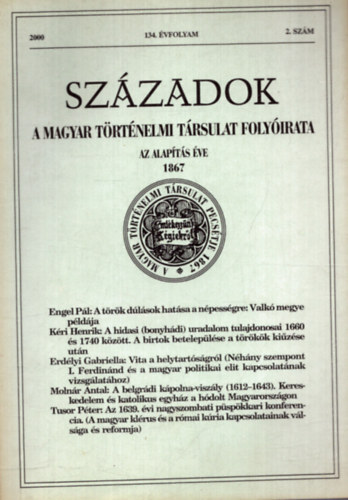 2000 134. ÉVFOLYAM 2. SZÁM
SZÁZADOK
A MAGYAR TÖRTÉNELMI TÁRSULAT FOLYÓIRATA
AZ ALAPÍTÁS ÉVE
1867
A MAGYAR TÖRTÉNELMI TÁRSULAT PECSÉTJE 1867
Emléknyűl
Régiekrűl
Engel Pál: A török dúlások hatása a népességre: Valkó megye
példája
Kéri Henrik: A hidasi (bonyhádi) uradalom tulajdonosai 1660
és 1740 között. A birtok betelepülése a törökök kiűzése
után
Erdélyi Gabriella: Vita a helytartóságról (Néhány szempont
I. Ferdinánd és a magyar politikai elit kapcsolatának
vizsgálatához)
Molnár Antal: A belgrádi kápolna-viszály (1612–1643). Keres-
kedelem és katolikus egyház a hódolt Magyarországon
Tusor Péter: Az 1639. évi nagyszombati püspökkari konferen-
cia. (A magyar klérus és a római kúria kapcsolatainak vál-
sága és reformja)